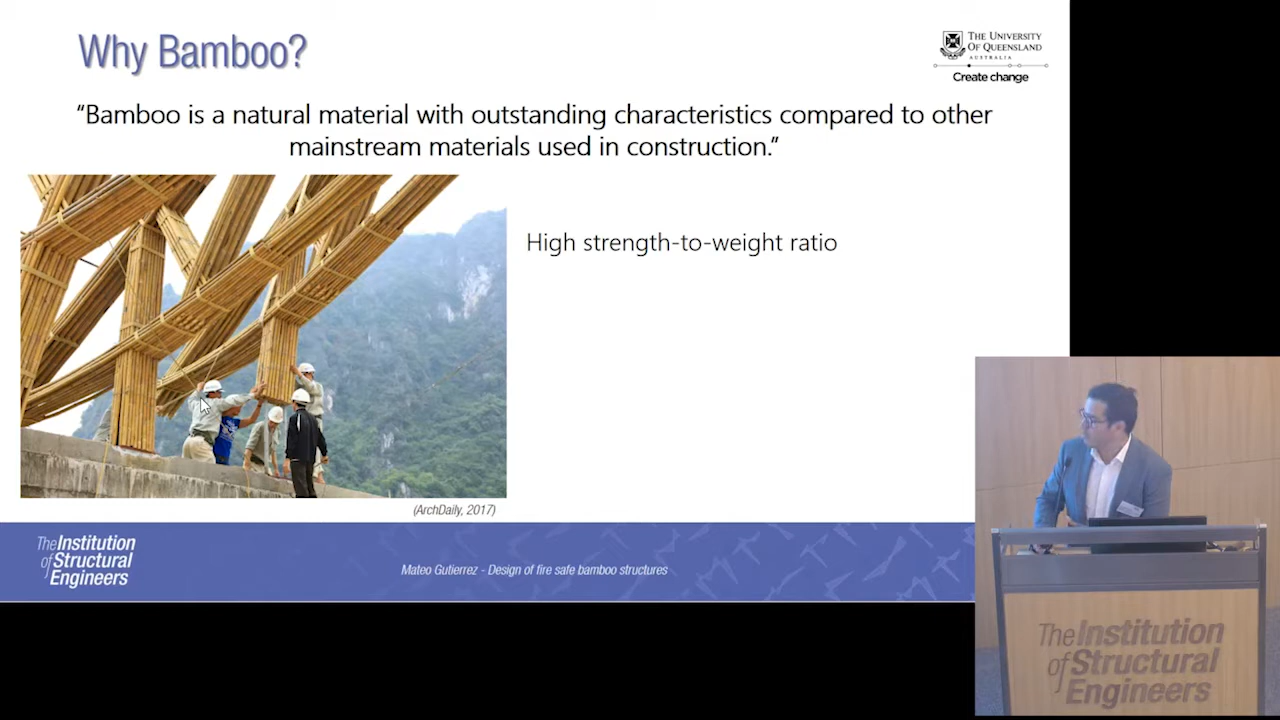 Why Bamboo?
THE UNIVERSITY
OF QUEENSLAND
AUSTRALIA
Create change
“Bamboo is a natural material with outstanding characteristics compared to other
mainstream materials used in construction.”
High strength-to-weight ratio
(ArchDaily, 2017)
The Institution
of Structural
Engineers
Mateo Gutierrez - Design of fire safe bamboo structures
The Institution
of Structural
Engineers